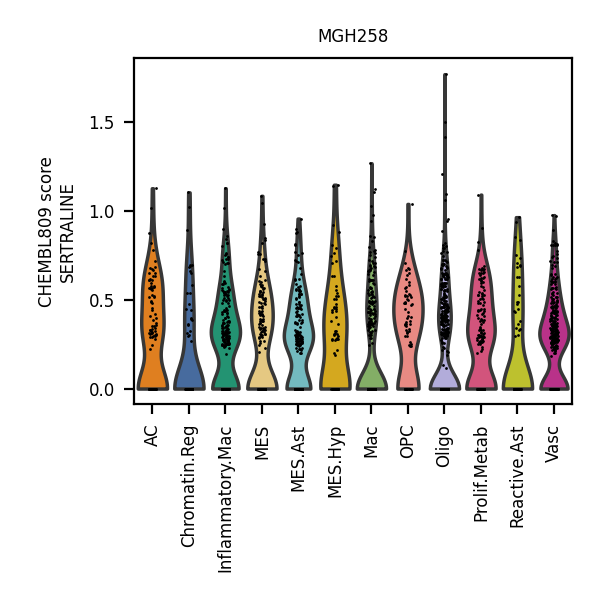 MGH258
CHEMBL809 score
SERTRALINE
1.5
1.0
0.5
0.0
AC
Chromatin.Reg
Inflammatory.Mac
MES
MES.Ast
MES.Hyp
Mac
OPC
Oligo
Prolif.Metab
Reactive.Ast
Vasc